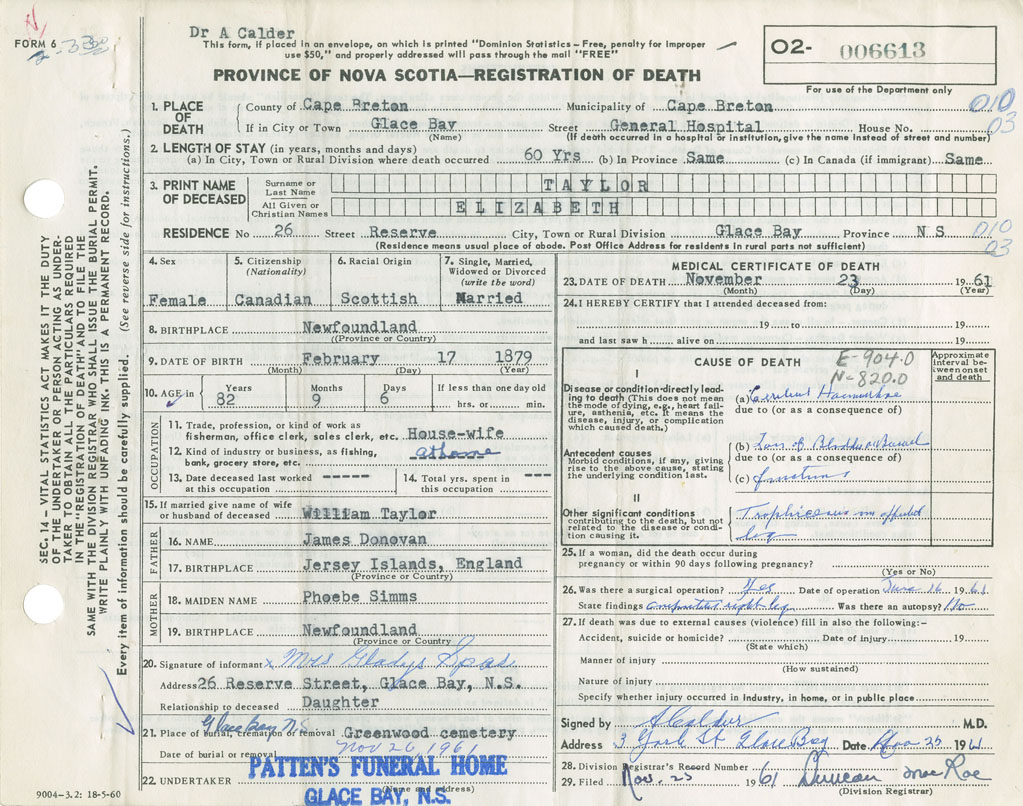 FORM 6
Dr A Calder
This form, if placed in an envelope, on which is printed "Dominion Statistics – Free, penalty for improper
use $50," and properly addressed will pass through the mail "FREE"
02- 006613
For use of the Department only
PROVINCE OF NOVA SCOTIA—REGISTRATION OF DEATH
1. PLACE OF DEATH
County of Cape Breton Municipality of Cape Breton 010
If in City or Town Glace Bay Street General Hospital House No. 03
(Name) (If death occurred in a hospital or institution, give the name instead of street and number)
2. LENGTH OF STAY (in years, months and days)
(a) In City, Town or Rural Division where death occurred 60 Yrs (b) In Province Same (c) In Canada (if immigrant) Same
3. PRINT NAME OF DECEASED
Surname or Last Name TAYLOR
All Given or Christian Names ELIZABETH
RESIDENCE No 26 Street Reserve City, Town or Rural Division Glace Bay Province N S 010
03
(Residence means usual place of abode. Post Office Address for residents in rural parts not sufficient)
4. Sex
Female
5. Citizenship
(Nationality)
Canadian
6. Racial Origin
Scottish
7. Single, Married,
Widowed or Divorced
(write the word)
Married
8. BIRTHPLACE Newfoundland
(Province or Country)
9. DATE OF BIRTH February 17 1879
(Month) (Day) (Year)
10. AGE in
Years Months Days If less than one day old
82 9 6 hrs. or min.
OCCUPATION
11. Trade, profession, or kind of work as
fisherman, office clerk, sales clerk, etc. House-wife
12. Kind of industry or business, as fishing,
bank, grocery store, etc. at home
13. Date deceased last worked
at this occupation
14. Total yrs. spent in
this occupation
15. If married give name of wife
or husband of deceased William Taylor
FATHER
16. NAME James Donovan
17. BIRTHPLACE Jersey Islands, England
(Province or Country)
MOTHER
18. MAIDEN NAME Phoebe Simms
19. BIRTHPLACE Newfoundland
(Province or Country)
20. Signature of informant x Mrs Gladys
Address 26 Reserve Street, Glace Bay, N.S.
Relationship to deceased Daughter
Glace Bay N.S
21. Place of burial, cremation or removal Greenwood cemetery
Date of burial or removal Nov 26, 1961
22. UNDERTAKER
(Name and address)
PATTEN'S FUNERAL HOME
GLACE BAY, N.S.
9004-3.2: 18-5-60
MEDICAL CERTIFICATE OF DEATH
23. DATE OF DEATH November 23 1961
(Month) (Day) (Year)
24. I HEREBY CERTIFY that I attended deceased from:
19 to 19
and last saw h alive on 19
CAUSE OF DEATH E-904.0
N-820.0
Approximate interval between onset and death
I
Disease or condition directly leading to death (This does not mean the mode of dying, e.g., heart failure, asthenia, etc. It means the disease, injury, or complication which caused death.)
(a) Cerebral Haemorrhage
due to (or as a consequence of)
Antecedent causes
Morbid conditions, if any, giving rise to the above cause, stating the underlying condition last.
(b) Loss of Bladder &
due to (or as a consequence of)
(c) functions
II
Other significant conditions
contributing to the death, but not related to the disease or condition causing it.
Trophic on affected
leg
25. If a woman, did the death occur during
pregnancy or within 90 days following pregnancy?
(Yes or No)
26. Was there a surgical operation? Yes Date of operation June 16 1961
State findings amputated right leg Was there an autopsy? No
27. If death was due to external causes (violence) fill in also the following:–
Accident, suicide or homicide? Date of injury 19
(State which)
Manner of injury
(How sustained)
Nature of injury
Specify whether injury occurred in Industry, in home, or in public place
Signed by A Calder M.D.
Address 3 York St Glace Bay Date Nov 25 1961
28. Division Registrar's Record Number
29. Filed Nov. 25 1961 Duncan MacRae
(Division Registrar)
SEC. 14 – VITAL STATISTICS ACT MAKES IT THE DUTY
OF THE UNDERTAKER OR PERSON ACTING AS UNDER-
TAKER TO OBTAIN ALL THE PARTICULARS REQUIRED
IN THE "REGISTRATION OF DEATH" AND TO FILE THE
SAME WITH THE DIVISION REGISTRAR WHO SHALL ISSUE THE BURIAL PERMIT.
WRITE PLAINLY WITH UNFADING INK. THIS IS A PERMANENT RECORD.
Every item of information should be carefully supplied. (See reverse side for instructions.)